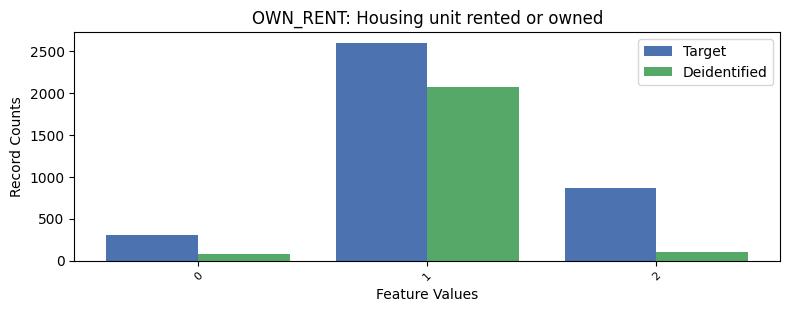 OWN_RENT: Housing unit rented or owned
Target
Deidentified
Record Counts
2500
2000
1500
1000
500
0
0
1
2
Feature Values